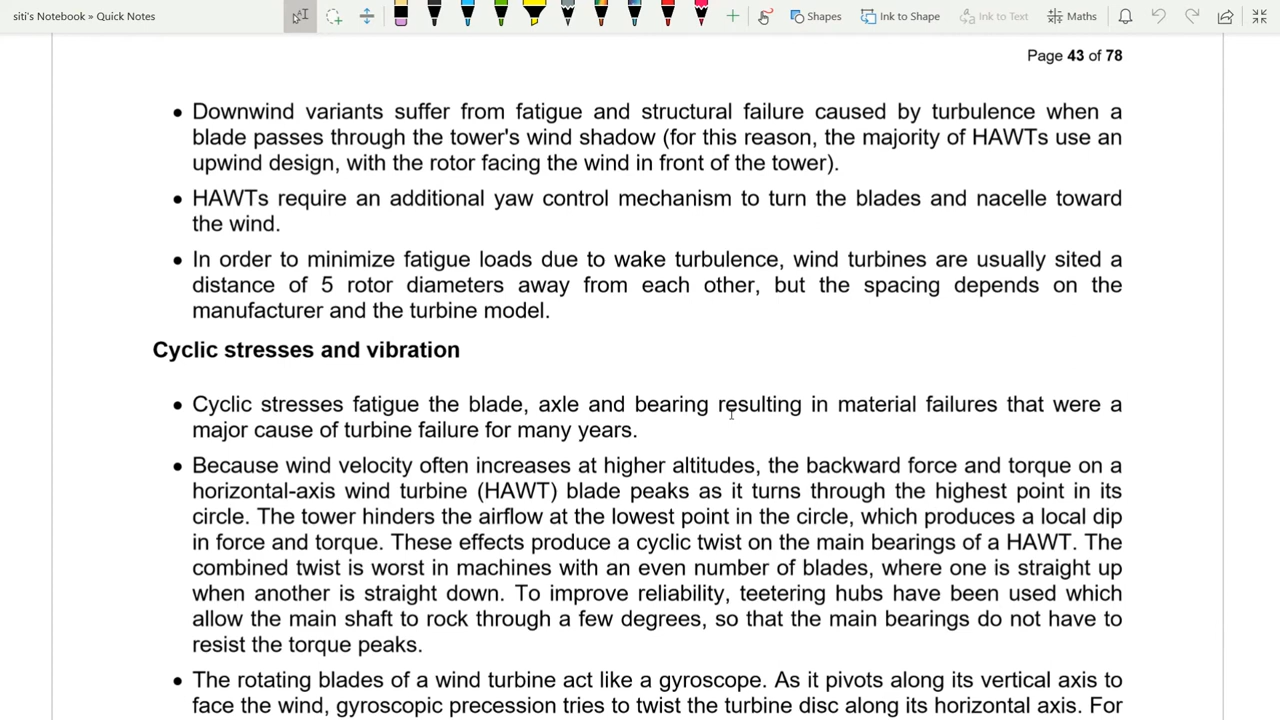 siti's Notebook » Quick Notes
Shapes
Ink to Shape
Ink to Text
Maths
Page 43 of 78
• Downwind variants suffer from fatigue and structural failure caused by turbulence when a
blade passes through the tower's wind shadow (for this reason, the majority of HAWTs use an
upwind design, with the rotor facing the wind in front of the tower).
• HAWTs require an additional yaw control mechanism to turn the blades and nacelle toward
the wind.
• In order to minimize fatigue loads due to wake turbulence, wind turbines are usually sited a
distance of 5 rotor diameters away from each other, but the spacing depends on the
manufacturer and the turbine model.
Cyclic stresses and vibration
• Cyclic stresses fatigue the blade, axle and bearing resulting in material failures that were a
major cause of turbine failure for many years.
• Because wind velocity often increases at higher altitudes, the backward force and torque on a
horizontal-axis wind turbine (HAWT) blade peaks as it turns through the highest point in its
circle. The tower hinders the airflow at the lowest point in the circle, which produces a local dip
in force and torque. These effects produce a cyclic twist on the main bearings of a HAWT. The
combined twist is worst in machines with an even number of blades, where one is straight up
when another is straight down. To improve reliability, teetering hubs have been used which
allow the main shaft to rock through a few degrees, so that the main bearings do not have to
resist the torque peaks.
• The rotating blades of a wind turbine act like a gyroscope. As it pivots along its vertical axis to
face the wind, gyroscopic precession tries to twist the turbine disc along its horizontal axis. For